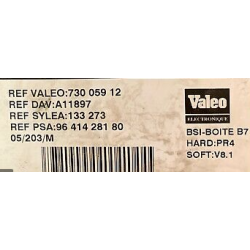 REF VALEO:730 059 12
REF DAV:A11897
REF SYLEA:133 273
REF PSA:96 414 281 80
05/203/M
Valeo
ELECTRONIQUE
BSI-BOITE B7
HARD:PR4
SOFT:V8.1